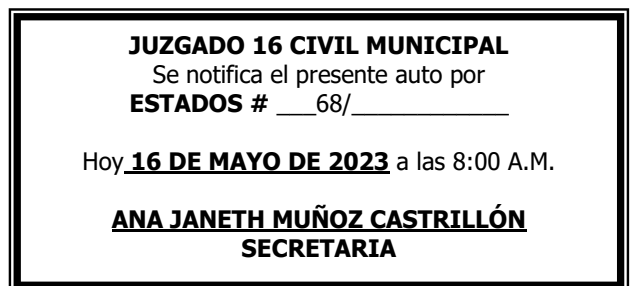 JUZGADO 16 CIVIL MUNICIPAL
Se notifica el presente auto por
ESTADOS # ___68/____________
Hoy 16 DE MAYO DE 2023 a las 8:00 A.M.
ANA JANETH MUÑOZ CASTRILLÓN
SECRETARIA